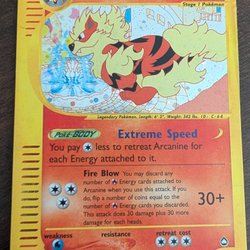 Stage 1 Pokémon
Legendary Pokémon. Length: 6' 3", Weight: 342 lbs.
Poké-BODY Extreme Speed
You pay less to retreat Arcanine for
each Energy attached to it.
Fire Blow You may discard any
number of Energy cards attached to
Arcanine when you use this attack. If you
do, flip a number of coins equal to the
number of Energy cards you discarded.
This attack does 30 damage plus 30 more
damage for each heads.
30+
weakness resistance retreat cost